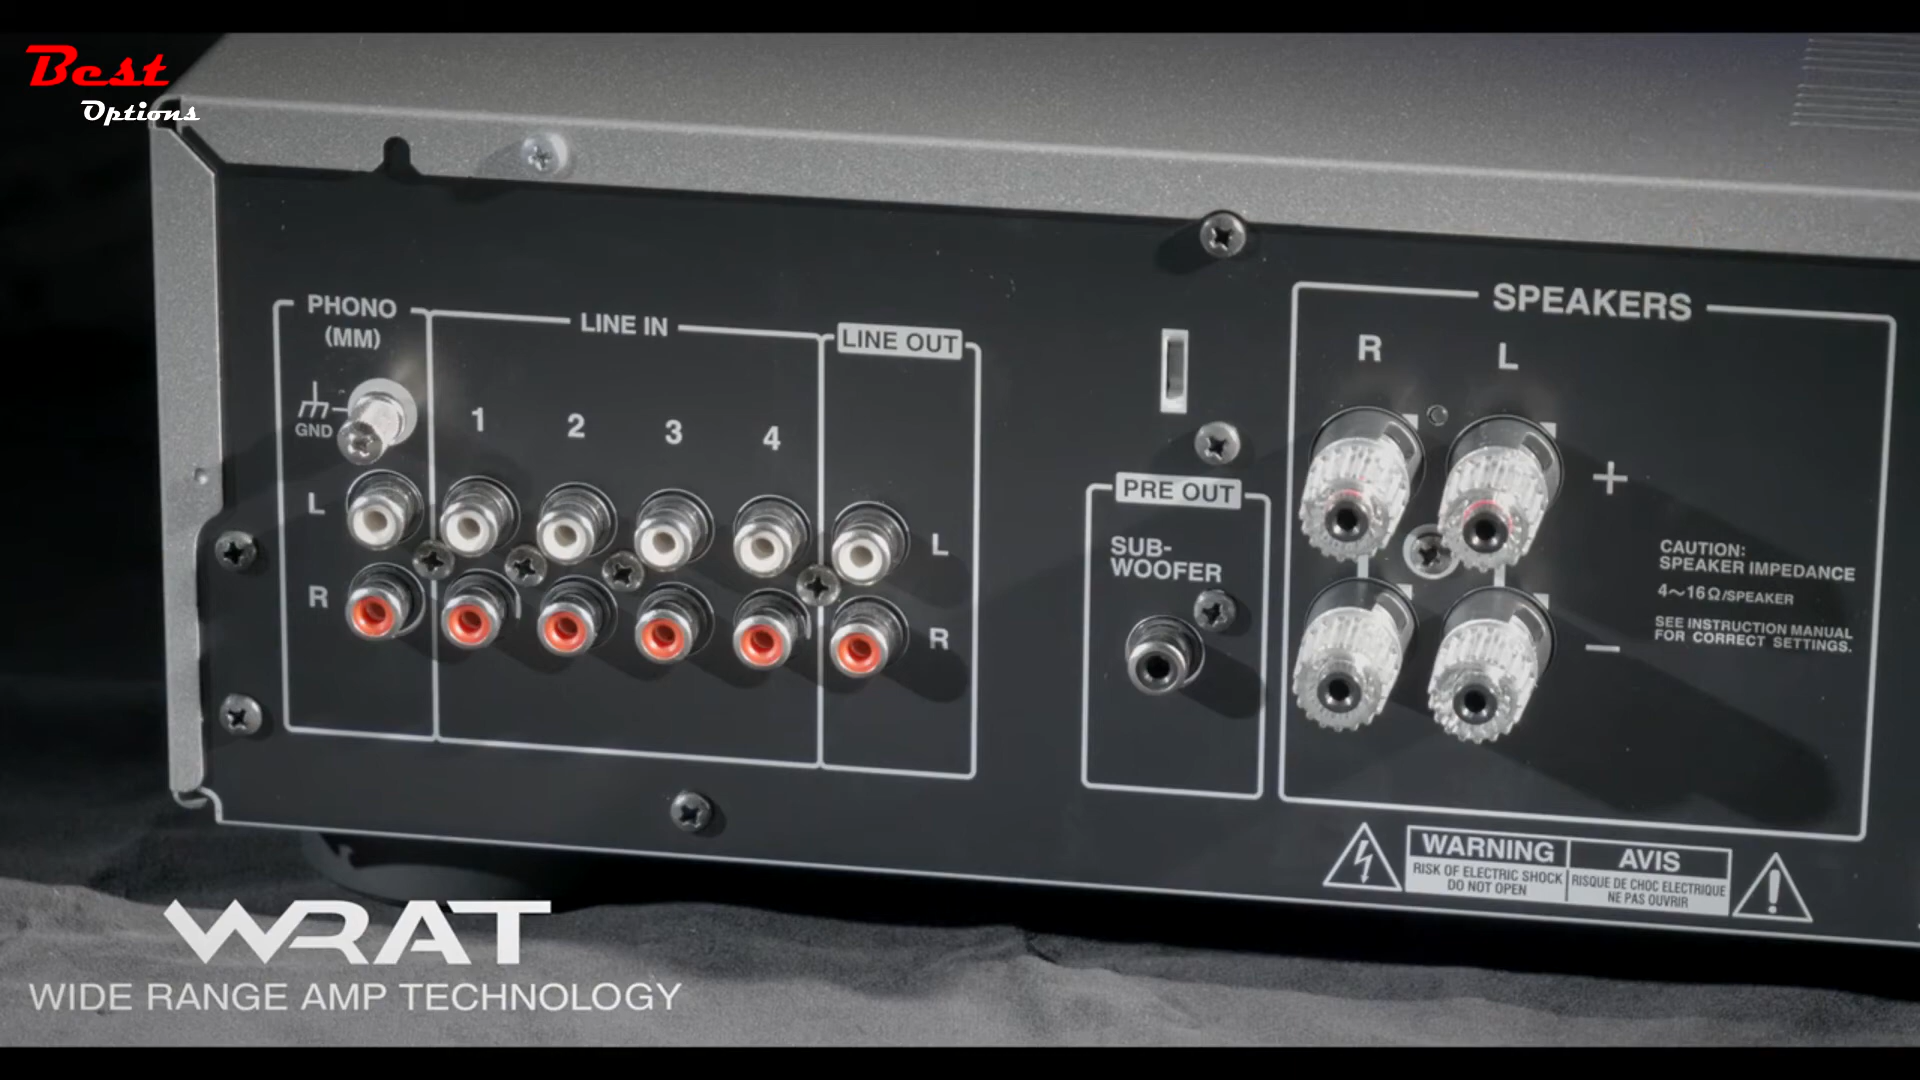 Best
Options
PHONO
(MM)
GND
L
R
LINE IN
1 2 3 4
LINE OUT
L
R
PRE OUT
SUB-
WOOFER
SPEAKERS
R L
+
−
CAUTION:
SPEAKER IMPEDANCE
4～16Ω/SPEAKER
SEE INSTRUCTION MANUAL
FOR CORRECT SETTINGS.
WARNING
RISK OF ELECTRIC SHOCK
DO NOT OPEN
AVIS
RISQUE DE CHOC ELECTRIQUE
NE PAS OUVRIR
WRAT
WIDE RANGE AMP TECHNOLOGY